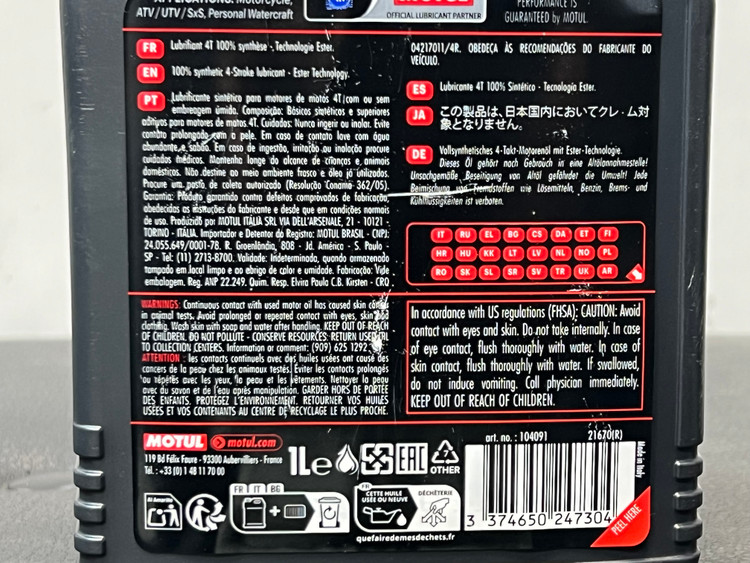 APPLICATIONS: Motorcycle,
ATV / UTV / SxS, Personal Watercraft
MOTUL
OFFICIAL LUBRICANT PARTNER
PERFORMANCE IS
GUARANTEED by MOTUL.
FR Lubrifiant 4T 100% synthèse - Technologie Ester.
EN 100% synthetic 4-Stroke lubricant - Ester Technology.
PT Lubrificante sintético para motores de motos 4T com ou sem
embreagem úmida. Composição: Básicos sintéticos e superiores
aditivos para motores de motos 4T. Cuidados: Nunca ingerir ou inalar. Evite
contato prolongado com a pele. Em caso de contato lave com água
abundante e sabão. Em caso de ingestão, irritação ou inalação procure
cuidados médicos. Mantenha longe do alcance de crianças e animais
domésticos. Não destine ao meio ambiente frasco e óleo já utilizados.
Procure um posto de coleta autorizado (Resolução Conama 362/05).
Garantia: Produto garantido contra defeitos comprovados de fabricação,
obedecidas as instruções do fabricante e desde que em condições normais
de uso. Produzido por MOTUL ITÁLIA SRL VIA DELL'ARSENALE, 21 - 10121 -
TORINO - ITÁLIA. Importador e Detentor do Registro: MOTUL BRASIL - CNPJ:
24.055.649/0001-78. R. Groenlândia, 808 - Jd. América - S. Paulo
- SP - Tel: (11) 2713-8700. Validade: Indeterminada, quando armazenado
tampado em local limpo e ao abrigo de calor e umidade. Fabricação: Vide
embalagem. Reg. ANP 22.249. Quim. Resp. Elvira Paula C.B. Kirsten - CRQ
04217011/4R. OBEDEÇA ÀS RECOMENDAÇÕES DO FABRICANTE DO
VEÍCULO.
ES Lubricante 4T 100% Sintético - Tecnología Ester.
JA この製品は、日本国内においてクレーム対
象となりません。
DE Vollsynthetisches 4-Takt-Motorenöl mit Ester-Technologie.
Dieses Öl gehört nach Gebrauch in eine Altölannahmestelle!
Unsachgemäße Beseitigung von Altöl gefährdet die Umwelt! Jede
Beimischung von Fremdstoffen wie Lösemitteln, Benzin, Brems- und
Kühlflüssigkeiten ist verboten.
IT RU EL BG CS DA ET FI
HR HU KK LT LV NL NO PL
RO SK SL SR SV TR UK AR
WARNINGS: Continuous contact with used motor oil has caused skin cancer
in animal tests. Avoid prolonged or repeated contact with eyes, skin and
clothing. Wash skin with soap and water after handling. KEEP OUT OF REACH
OF CHILDREN. DO NOT POLLUTE - CONSERVE RESOURCES: RETURN USED OIL
TO COLLECTION CENTERS. Information or comment: (909) 625 1292
ATTENTION : les contacts continuels avec des huiles usées ont causé des
cancers de la peau chez les animaux testés. Eviter les contacts prolongés
ou répétés avec les yeux, la peau et les vêtements. Nettoyer la peau
avec du savon et de l'eau après manipulation. GARDER HORS DE PORTÉE
DES ENFANTS. PROTÉGEZ L'ENVIRONNEMENT. RETOURNER VOS HUILES
USÉES ET VOS CONTENANTS AU CENTRE DE RECYCLAGE LE PLUS PROCHE.
In accordance with US regulations (FHSA): CAUTION: Avoid
contact with eyes and skin. Do not take internally. In case
of eye contact, flush thoroughly with water. In case of
skin contact, flush thoroughly with water. If swallowed,
do not induce vomiting. Call physician immediately.
KEEP OUT OF REACH OF CHILDREN.
MOTUL motul.com
119 Bd Félix Faure - 93300 Aubervilliers - France
Tél. : +33 (0) 1 48 11 70 00
1L e
EAC
7
OTHER
art. no. : 104091
21670(R)
Made in Italy
FR IT BG
FR
CETTE HUILE
USÉE OU NEUVE
DÉCHÈTERIE
quefairedemesdechets.fr
3 374650 247304
PEEL HERE